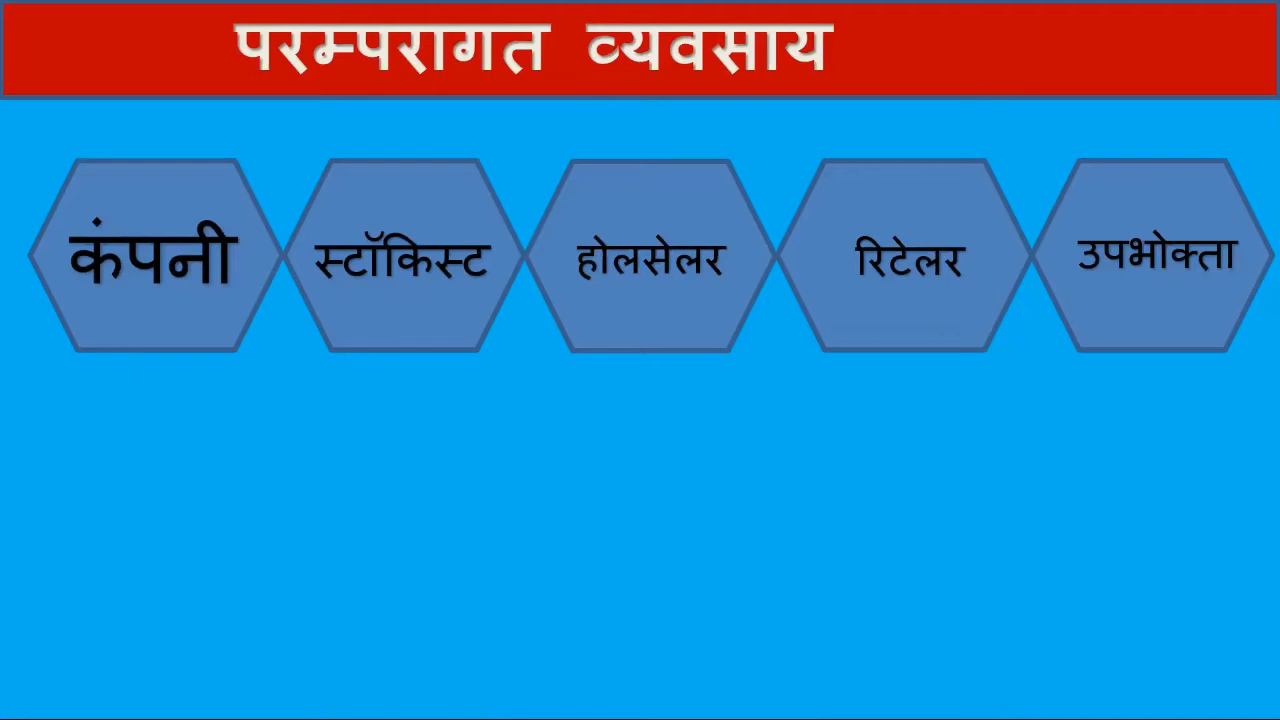 परम्परागत व्यवसाय
कंपनी स्टॉकिस्ट होलसेलर रिटेलर उपभोक्ता